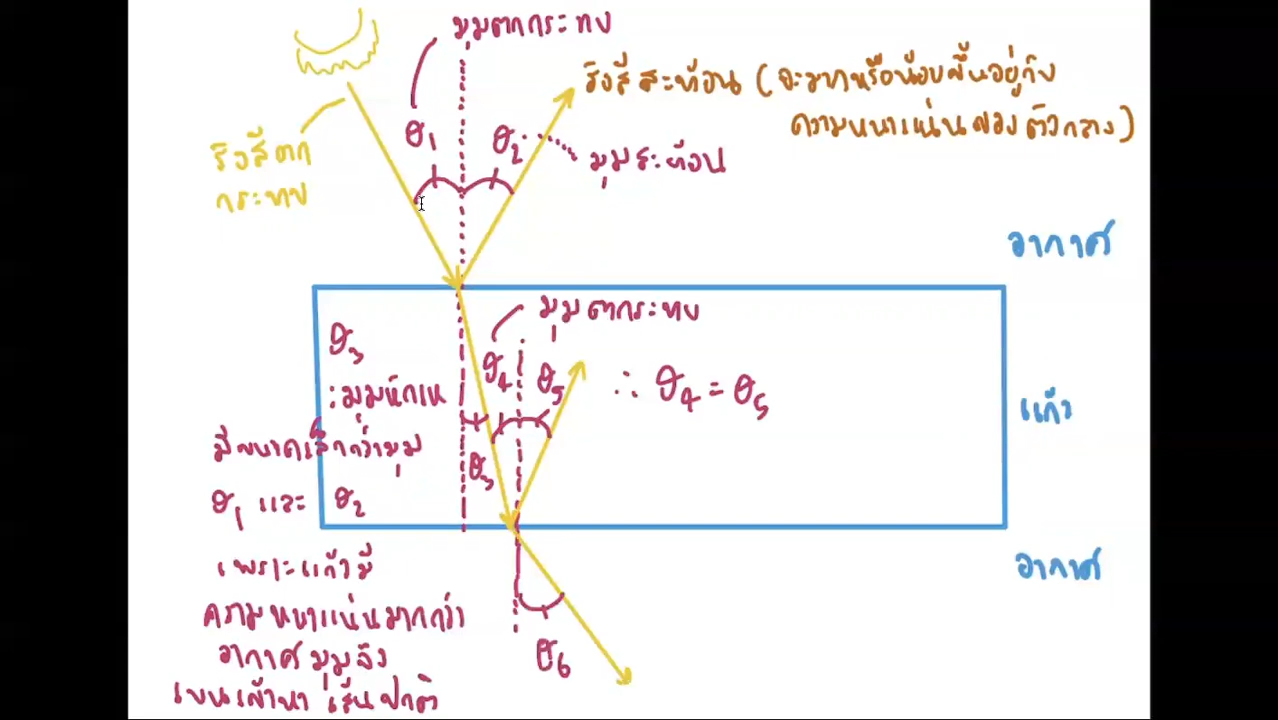 มุมตกกระทบ
รังสีสะท้อน (จะมากหรือน้อยขึ้นอยู่กับ
ความหนาแน่นของตัวกลาง)
θ₁
θ₂
มุมสะท้อน
รังสีตก
กระทบ
อากาศ
มุมตกกระทบ
θ₃
:มุมหักเห
มีขนาดเล็กกว่ามุม
θ₁ และ θ₂
เพราะแก้วมี
ความหนาแน่นมากกว่า
อากาศ มุมจึง
เบนเข้าหา เส้นปกติ
θ₄
θ₅
∴ θ₄ = θ₅
θ₃
แก้ว
อากาศ
θ₆